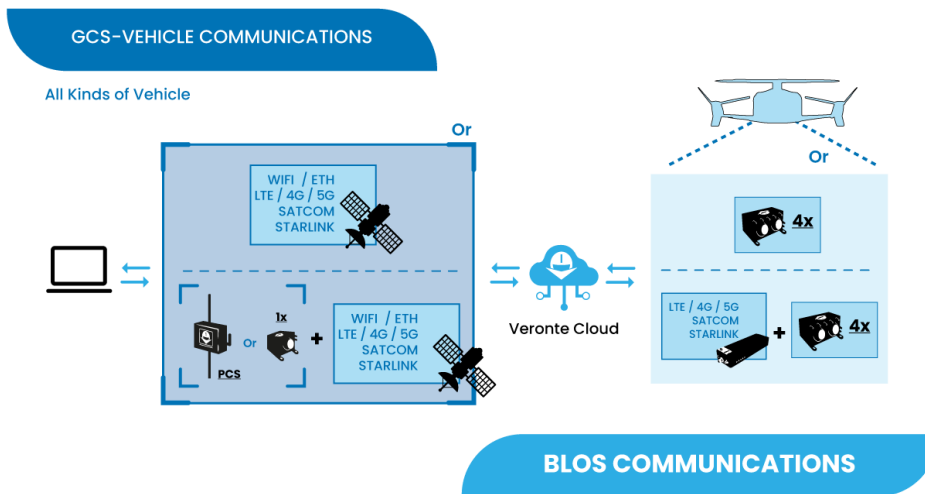 GCS-VEHICLE COMMUNICATIONS
All Kinds of Vehicle
Or
WIFI / ETH
LTE / 4G / 5G
SATCOM
STARLINK
Or
4x
Veronte Cloud
1x
PCS
Or
+
WIFI / ETH
LTE / 4G / 5G
SATCOM
STARLINK
LTE / 4G / 5G
SATCOM
STARLINK
+
4x
BLOS COMMUNICATIONS